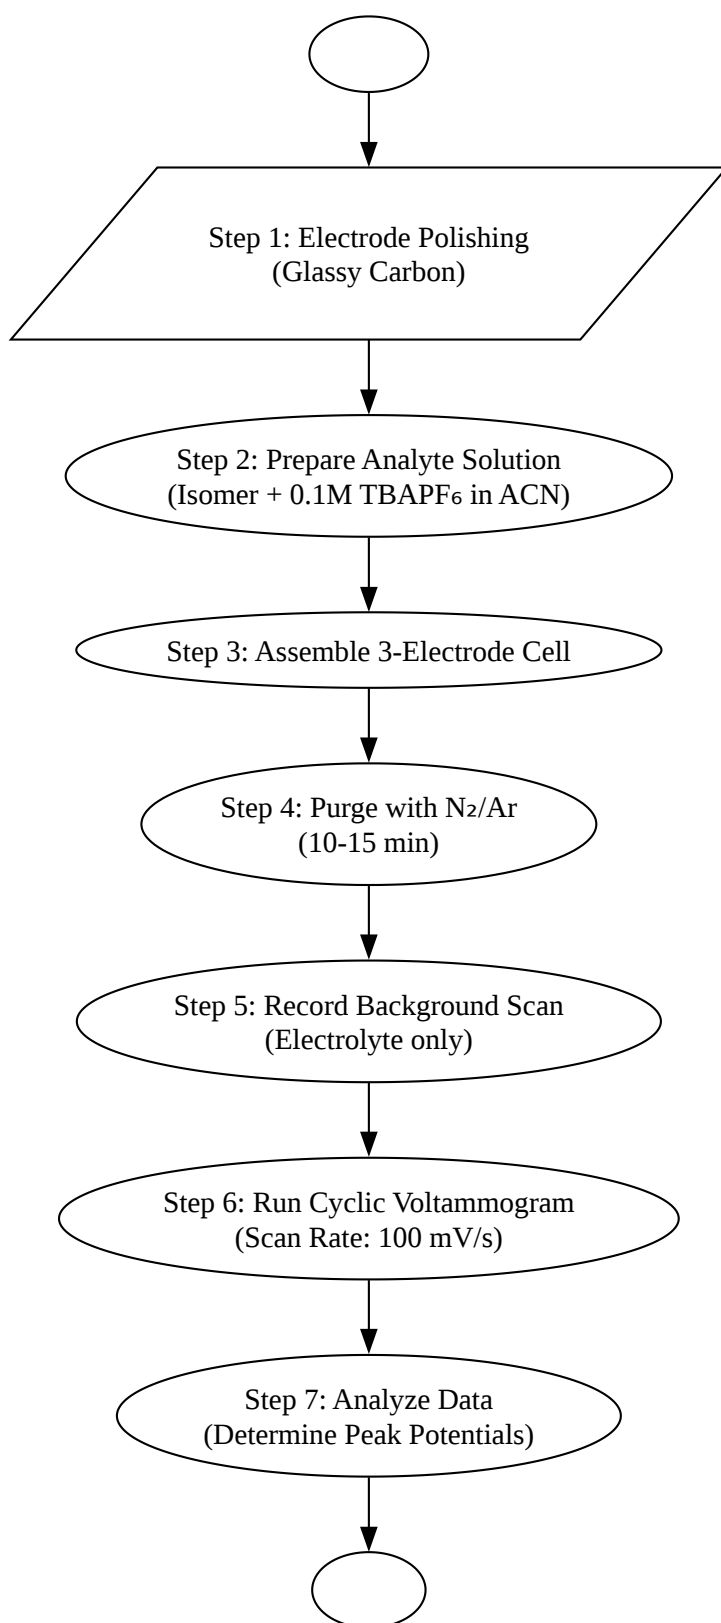 Step 1: Electrode Polishing
(Glassy Carbon)
Step 2: Prepare Analyte Solution
(Isomer + 0.1M TBAPF₆ in ACN)
Step 3: Assemble 3-Electrode Cell
Step 4: Purge with N₂/Ar
(10-15 min)
Step 5: Record Background Scan
(Electrolyte only)
Step 6: Run Cyclic Voltammogram
(Scan Rate: 100 mV/s)
Step 7: Analyze Data
(Determine Peak Potentials)